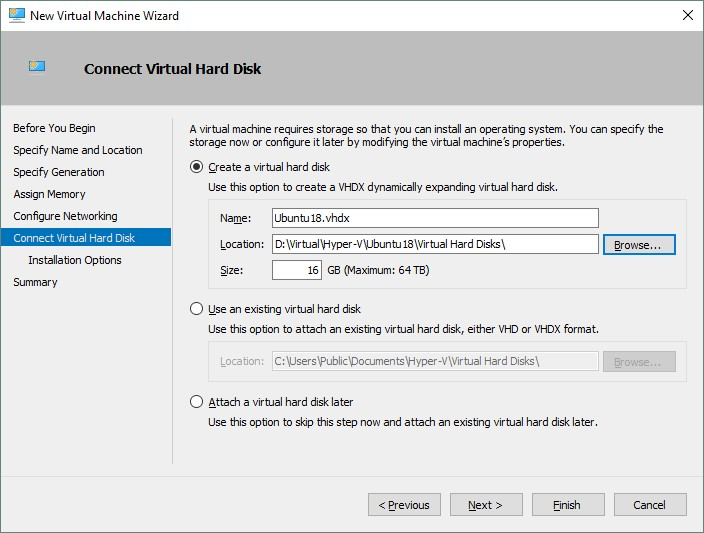 New Virtual Machine Wizard
Connect Virtual Hard Disk
Before You Begin
Specify Name and Location
Specify Generation
Assign Memory
Configure Networking
Connect Virtual Hard Disk
Installation Options
Summary
A virtual machine requires storage so that you can install an operating system. You can specify the
storage now or configure it later by modifying the virtual machine's properties.
Create a virtual hard disk
Use this option to create a VHDX dynamically expanding virtual hard disk.
Name: Ubuntu18.vhdx
Location: D:\Virtual\Hyper-V\Ubuntu18\Virtual Hard Disks\ Browse...
Size: 16 GB (Maximum: 64 TB)
Use an existing virtual hard disk
Use this option to attach an existing virtual hard disk, either VHD or VHDX format.
Location: C:\Users\Public\Documents\Hyper-V\Virtual Hard Disks\ Browse...
Attach a virtual hard disk later
Use this option to skip this step now and attach an existing virtual hard disk later.
< Previous Next > Finish Cancel